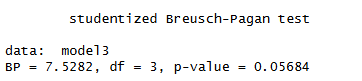 studentized Breusch-Pagan test
data:  model3
BP = 7.5282, df = 3, p-value = 0.05684